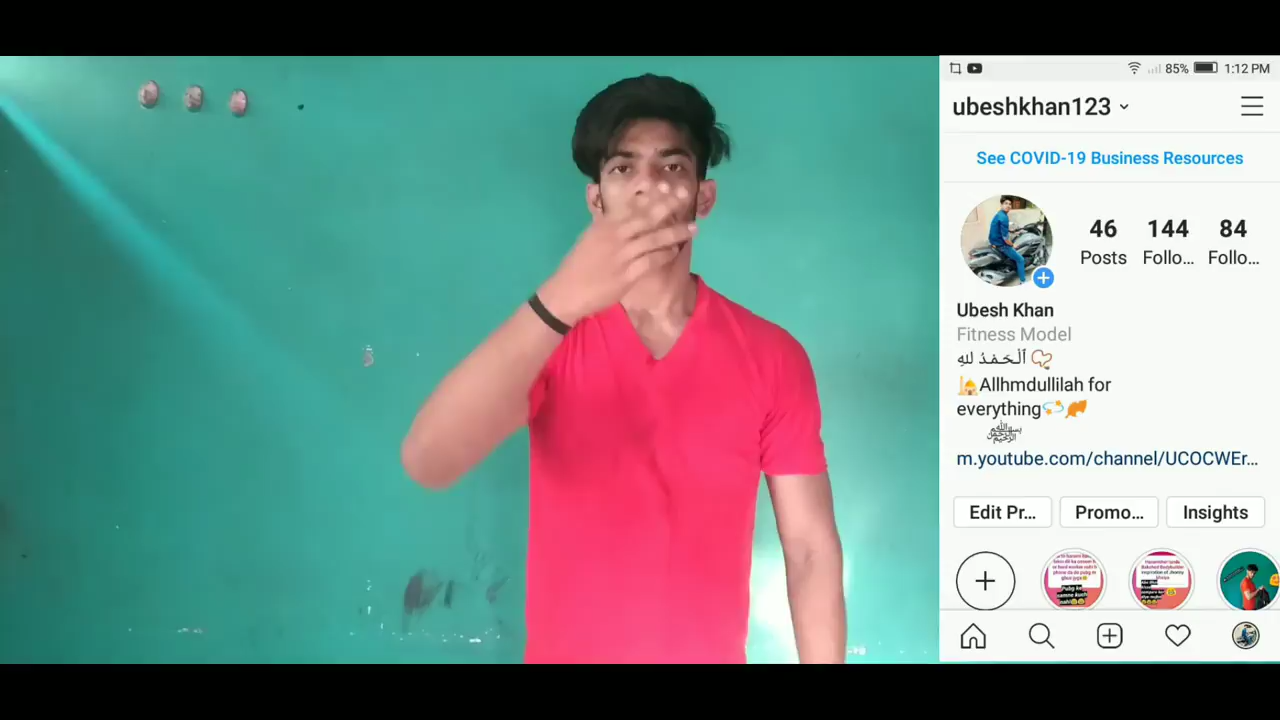 85% 1:12 PM
ubeshkhan123
See COVID-19 Business Resources
46 144 84
Posts Follo... Follo...
Ubesh Khan
Fitness Model
ٱلْحَمْدُ لله
Allhmdullilah for
everything
﷽
m.youtube.com/channel/UCOCWEr...
Edit Pr... Promo... Insights